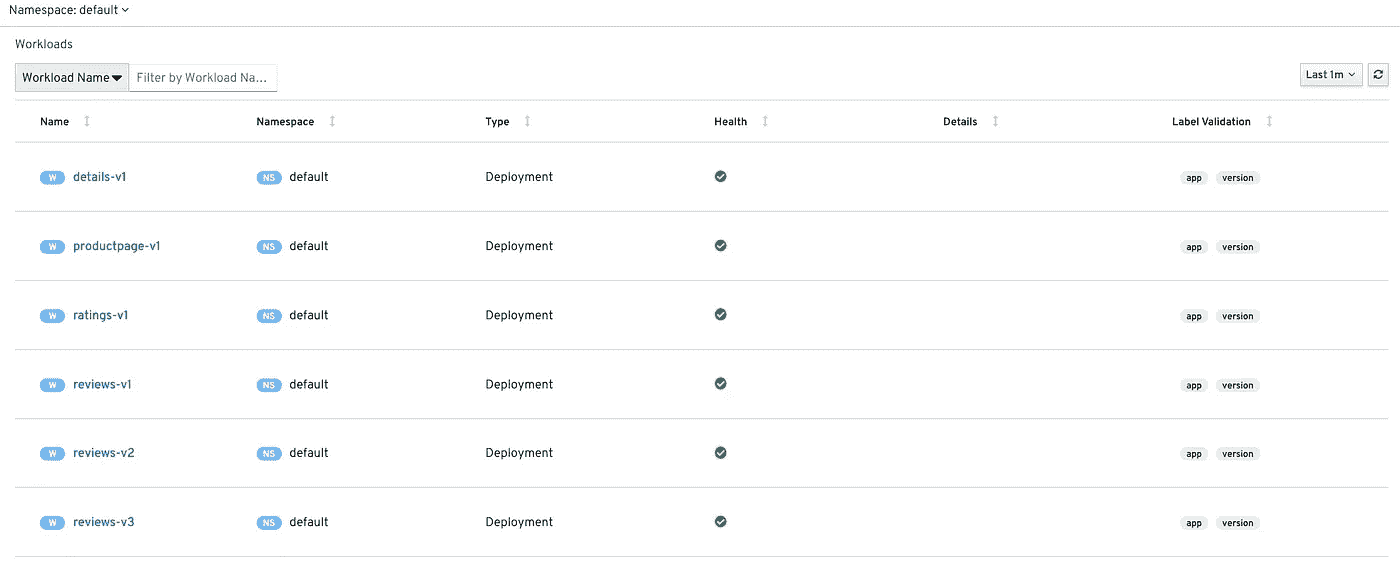 Namespace: default
Workloads
Workload Name Filter by Workload Na... Last 1m
Name Namespace Type Health Details Label Validation
W details-v1 NS default Deployment app version
W productpage-v1 NS default Deployment app version
W ratings-v1 NS default Deployment app version
W reviews-v1 NS default Deployment app version
W reviews-v2 NS default Deployment app version
W reviews-v3 NS default Deployment app version